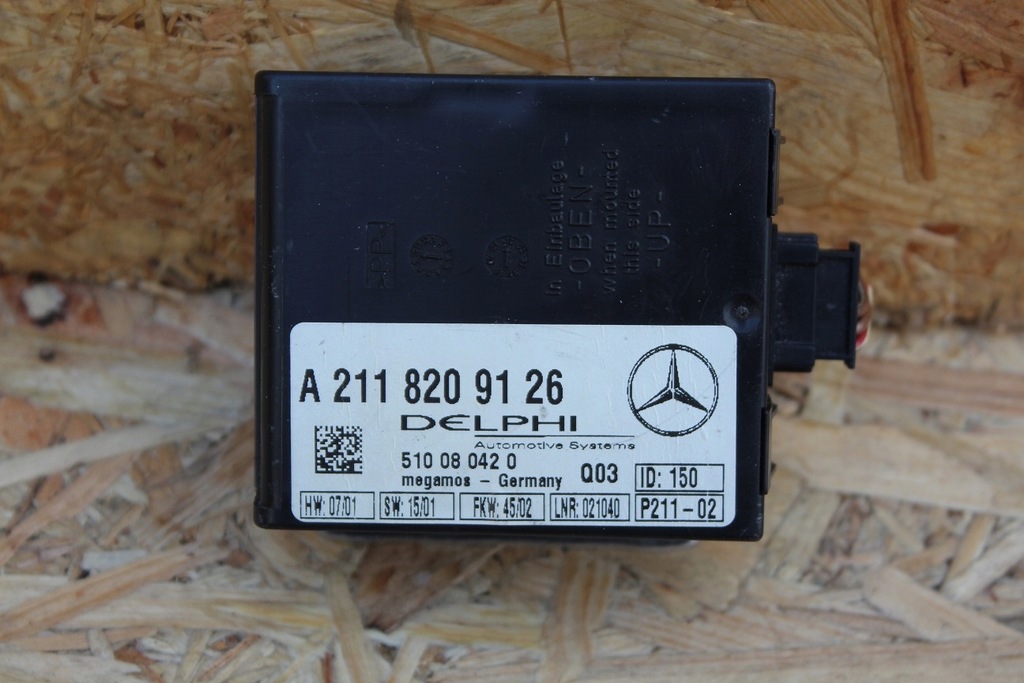 In Einbaulage
-OBEN-
when mounted
this side
-UP-
A 211 820 91 26
DELPHI
Automotive Systems
510 08 042 0
megamos - Germany
Q03
ID: 150
HW: 07/01
SW: 15/01
FKW: 45/02
LNR: 021040
P211-02